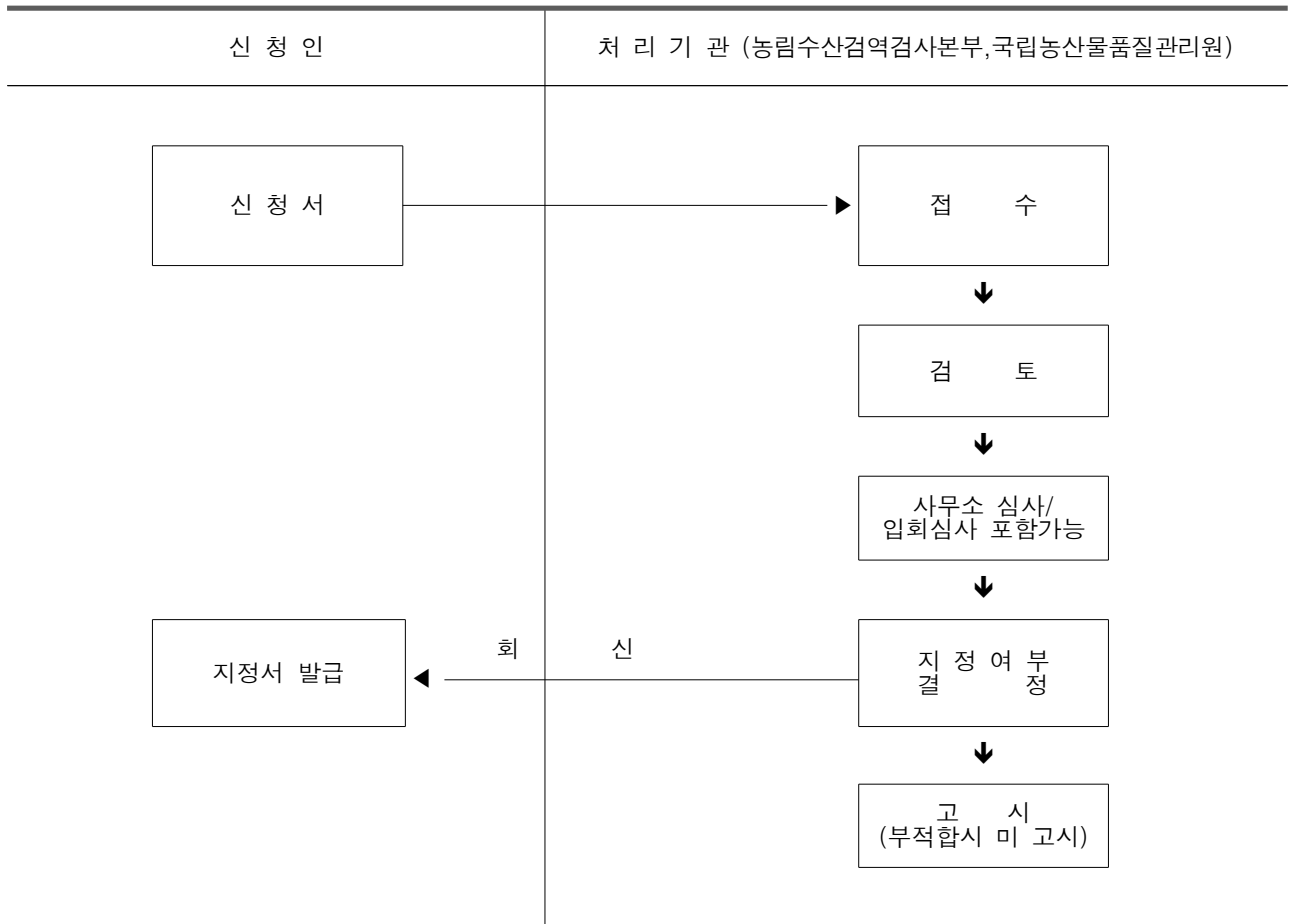 신 청 인
처 리 기 관 (농림수산검역검사본부,국립농산물품질관리원)
신 청 서
접 수
검 토
사무소 심사/
입회심사 포함가능
지정서 발급
회 신
지 정 여 부
결 정
고 시
(부적합시 미 고시)